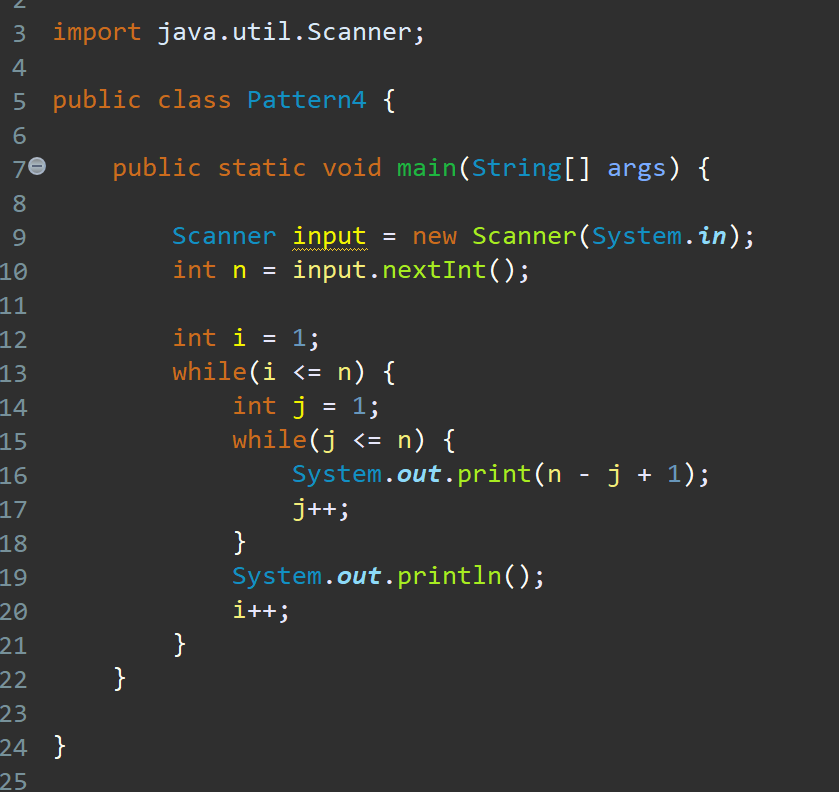 3 import java.util.Scanner;
4
5 public class Pattern4 {
6
7 public static void main(String[] args) {
8
9 Scanner input = new Scanner(System.in);
10 int n = input.nextInt();
11
12 int i = 1;
13 while(i <= n) {
14 int j = 1;
15 while(j <= n) {
16 System.out.print(n - j + 1);
17 j++;
18 }
19 System.out.println();
20 i++;
21 }
22 }
23
24 }
25